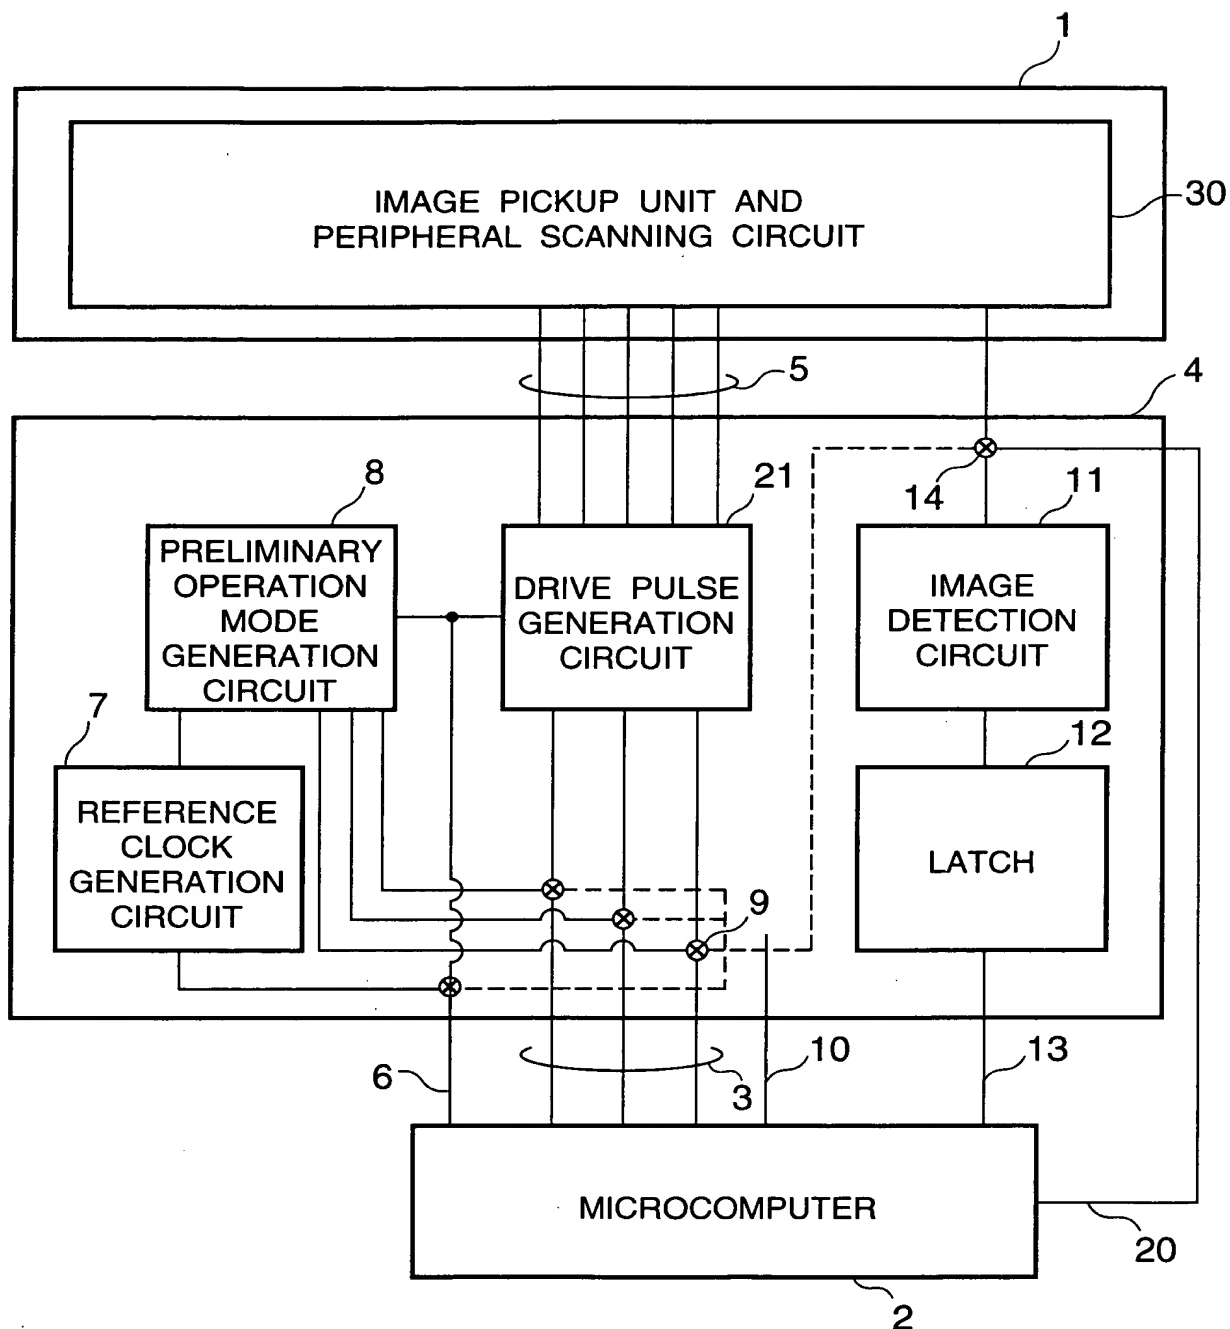 1
IMAGE PICKUP UNIT AND
PERIPHERAL SCANNING CIRCUIT
30
5
4
14
8
21
11
PRELIMINARY
OPERATION
MODE
GENERATION
CIRCUIT
DRIVE PULSE
GENERATION
CIRCUIT
IMAGE
DETECTION
CIRCUIT
7
12
REFERENCE
CLOCK
GENERATION
CIRCUIT
LATCH
9
6
3
10
13
MICROCOMPUTER
20
2